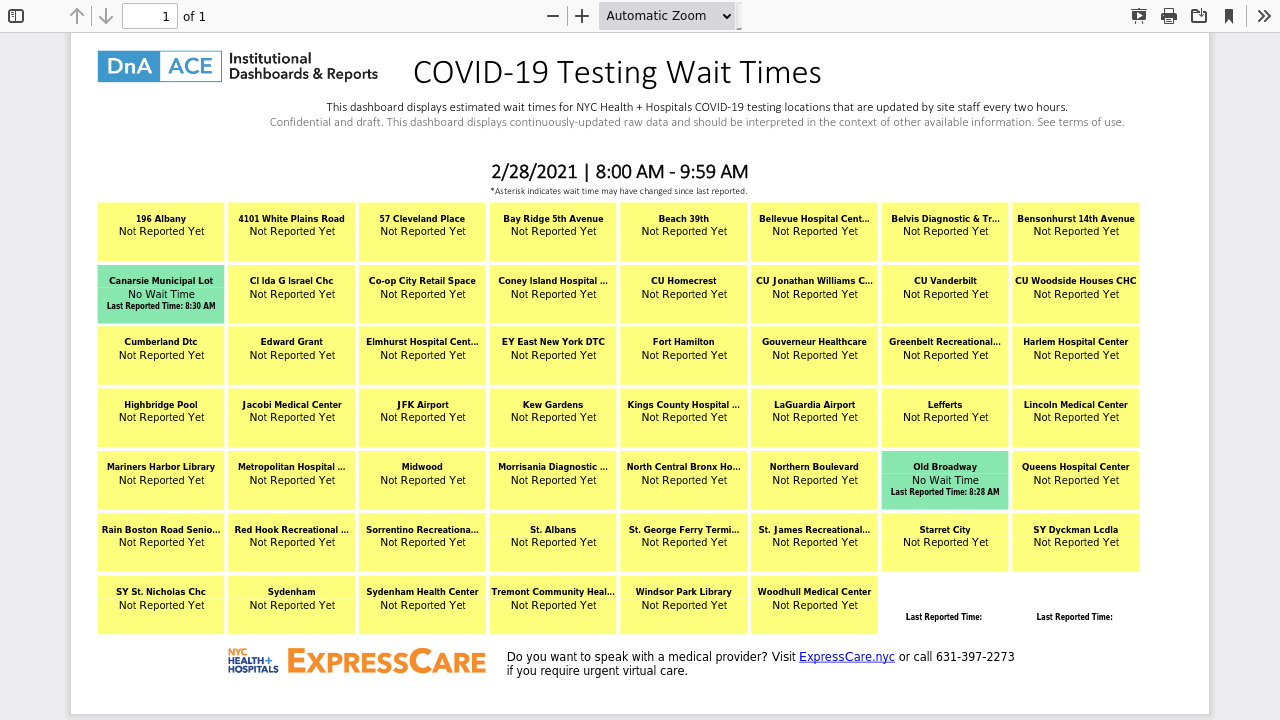 1 of 1 Automatic Zoom
DnA ACE Institutional
Dashboards & Reports
COVID-19 Testing Wait Times
This dashboard displays estimated wait times for NYC Health + Hospitals COVID-19 testing locations that are updated by site staff every two hours.
Confidential and draft. This dashboard displays continuously-updated raw data and should be interpreted in the context of other available information. See terms of use.
2/28/2021 | 8:00 AM - 9:59 AM
*Asterisk indicates wait time may have changed since last reported.
196 Albany 4101 White Plains Road 57 Cleveland Place Bay Ridge 5th Avenue Beach 39th Bellevue Hospital Cent... Belvis Diagnostic & Tr... Bensonhurst 14th Avenue
Not Reported Yet Not Reported Yet Not Reported Yet Not Reported Yet Not Reported Yet Not Reported Yet Not Reported Yet Not Reported Yet
Canarsie Municipal Lot CI Ida G Israel Chc Co-op City Retail Space Coney Island Hospital ... CU Homecrest CU Jonathan Williams C... CU Vanderbilt CU Woodside Houses CHC
No Wait Time Not Reported Yet Not Reported Yet Not Reported Yet Not Reported Yet Not Reported Yet Not Reported Yet Not Reported Yet
Last Reported Time: 8:30 AM
Cumberland Dtc Edward Grant Elmhurst Hospital Cent... EY East New York DTC Fort Hamilton Gouverneur Healthcare Greenbelt Recreational... Harlem Hospital Center
Not Reported Yet Not Reported Yet Not Reported Yet Not Reported Yet Not Reported Yet Not Reported Yet Not Reported Yet Not Reported Yet
Highbridge Pool Jacobi Medical Center JFK Airport Kew Gardens Kings County Hospital ... LaGuardia Airport Lefferts Lincoln Medical Center
Not Reported Yet Not Reported Yet Not Reported Yet Not Reported Yet Not Reported Yet Not Reported Yet Not Reported Yet Not Reported Yet
Mariners Harbor Library Metropolitan Hospital ... Midwood Morrisania Diagnostic ... North Central Bronx Ho... Northern Boulevard Old Broadway Queens Hospital Center
Not Reported Yet Not Reported Yet Not Reported Yet Not Reported Yet Not Reported Yet Not Reported Yet No Wait Time Not Reported Yet
Last Reported Time: 8:28 AM
Rain Boston Road Senio... Red Hook Recreational ... Sorrentino Recreationa... St. Albans St. George Ferry Termi... St. James Recreational... Starret City SY Dyckman Lcdla
Not Reported Yet Not Reported Yet Not Reported Yet Not Reported Yet Not Reported Yet Not Reported Yet Not Reported Yet Not Reported Yet
SY St. Nicholas Chc Sydenham Sydenham Health Center Tremont Community Heal... Windsor Park Library Woodhull Medical Center
Not Reported Yet Not Reported Yet Not Reported Yet Not Reported Yet Not Reported Yet Not Reported Yet
Last Reported Time: Last Reported Time:
NYC
HEALTH+
HOSPITALS
EXPRESSCARE
Do you want to speak with a medical provider? Visit ExpressCare.nyc or call 631-397-2273
if you require urgent virtual care.